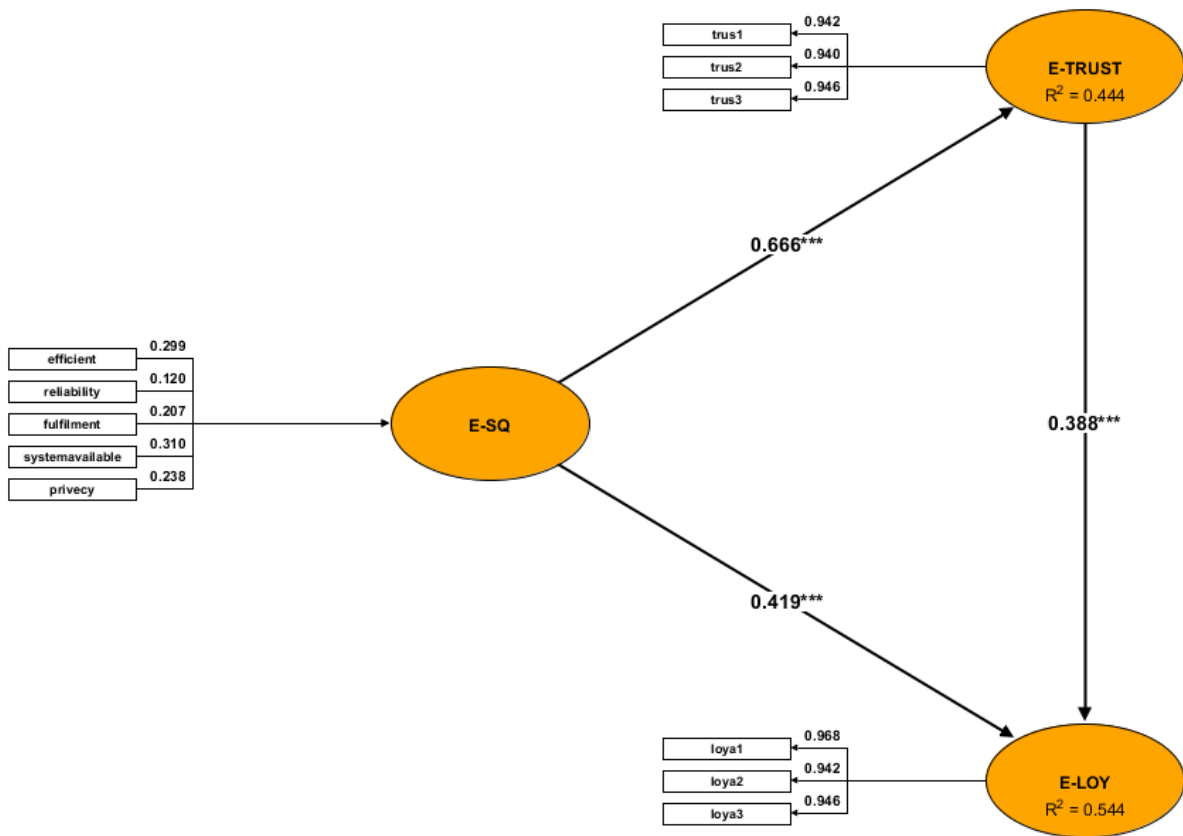 0.942
trus1
0.940
trus2
0.946
trus3
E-TRUST
R² = 0.444
0.666***
0.299
efficient
0.120
reliability
0.207
fulfilment
0.310
systemavailable
0.238
privecy
E-SQ
0.388***
0.419***
0.968
loya1
0.942
loya2
0.946
loya3
E-LOY
R² = 0.544